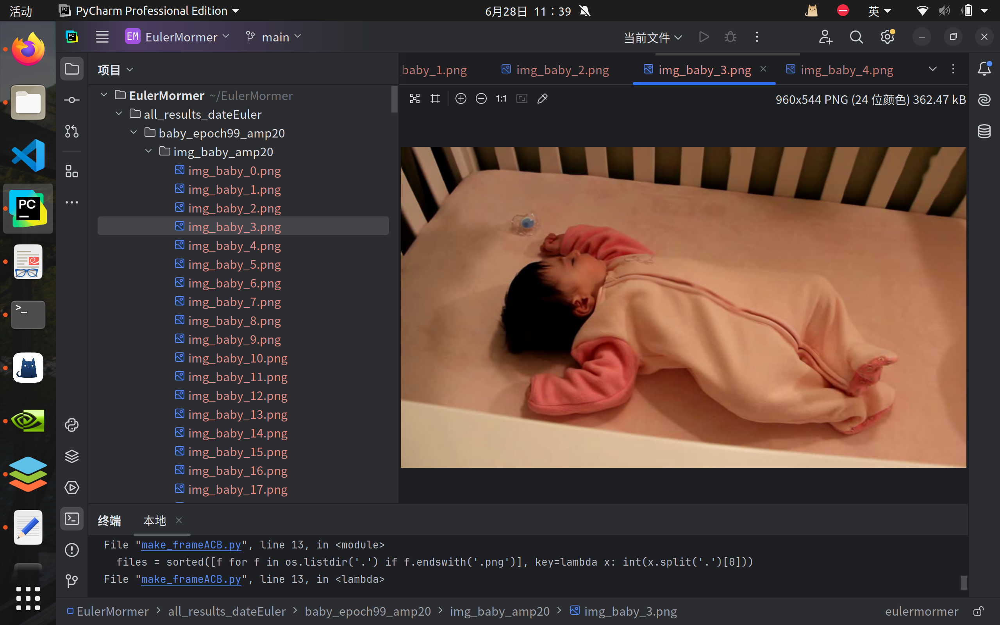 活动 PyCharm Professional Edition 6月28日 11：39 英
PC EM EulerMormer main 当前文件
项目 baby_1.png img_baby_2.png img_baby_3.png img_baby_4.png
EulerMormer ~/EulerMormer 1:1 960x544 PNG (24 位颜色) 362.47 kB
all_results_dateEuler
baby_epoch99_amp20
img_baby_amp20
img_baby_0.png
img_baby_1.png
img_baby_2.png
img_baby_3.png
img_baby_4.png
img_baby_5.png
img_baby_6.png
img_baby_7.png
img_baby_8.png
img_baby_9.png
img_baby_10.png
img_baby_11.png
img_baby_12.png
img_baby_13.png
img_baby_14.png
img_baby_15.png
img_baby_16.png
img_baby_17.png
PC
>_
终端 本地
File "make_frameACB.py", line 13, in <module>
files = sorted([f for f in os.listdir('.') if f.endswith('.png')], key=lambda x: int(x.split('.')[0]))
File "make_frameACB.py", line 13, in <lambda>
EulerMormer > all_results_dateEuler > baby_epoch99_amp20 > img_baby_amp20 > img_baby_3.png eulermormer